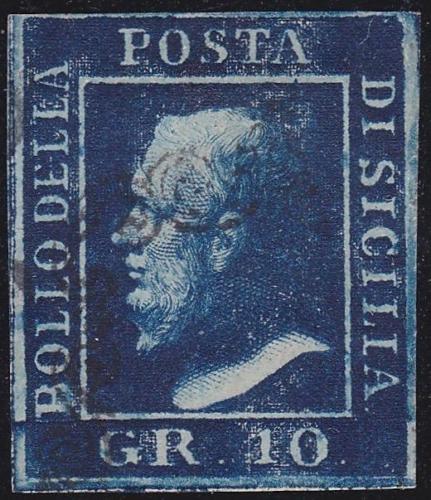 BOLLO DELLA
POSTA
DI SICILIA
GR. 10.